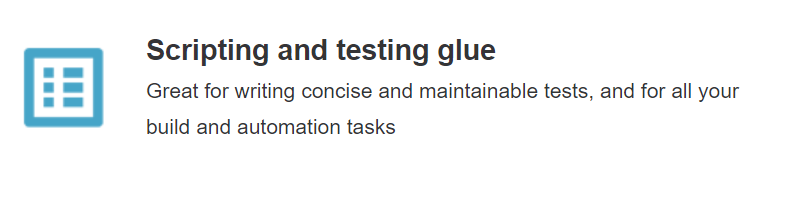 Scripting and testing glue
Great for writing concise and maintainable tests, and for all your
build and automation tasks